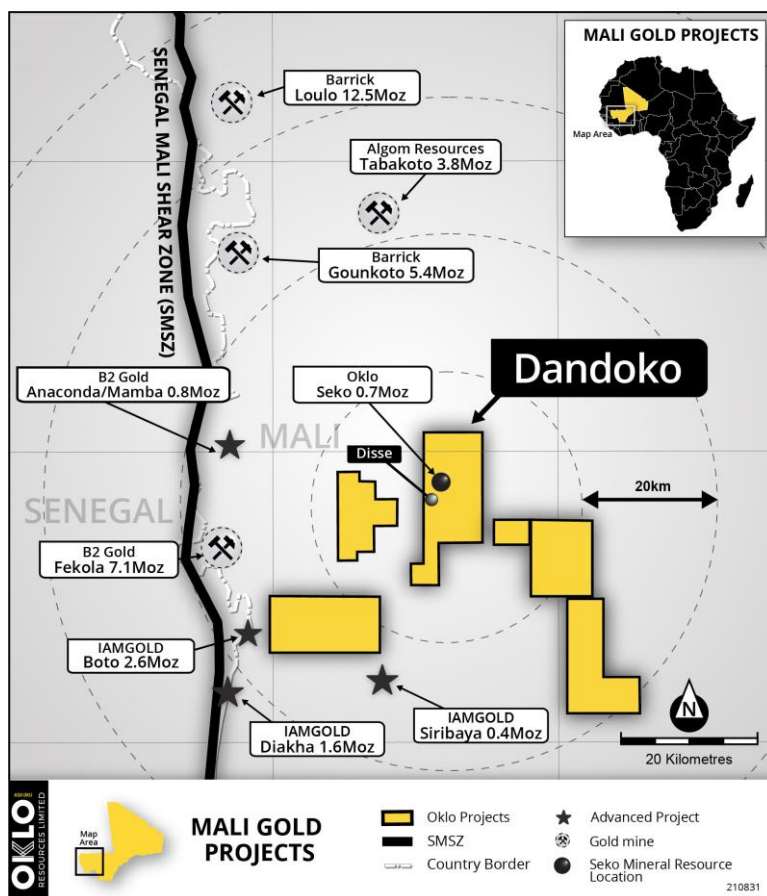 MALI GOLD PROJECTS
Map Area
SENEGAL MALI SHEAR ZONE (SMSZ)
Barrick
Loulo 12.5Moz
Algom Resources
Tabakoto 3.8Moz
Barrick
Gounkoto 5.4Moz
B2 Gold
Anaconda/Mamba 0.8Moz
Oklo
Seko 0.7Moz
Dandoko
MALI
Disse
SENEGAL
20km
B2 Gold
Fekola 7.1Moz
IAMGOLD
Boto 2.6Moz
IAMGOLD
Diakha 1.6Moz
IAMGOLD
Siribaya 0.4Moz
N
20 Kilometres
OKLO
RESOURCES LIMITED
Map
Area
MALI GOLD
PROJECTS
Oklo Projects
SMSZ
Country Border
Advanced Project
Gold mine
Seko Mineral Resource
Location
210831